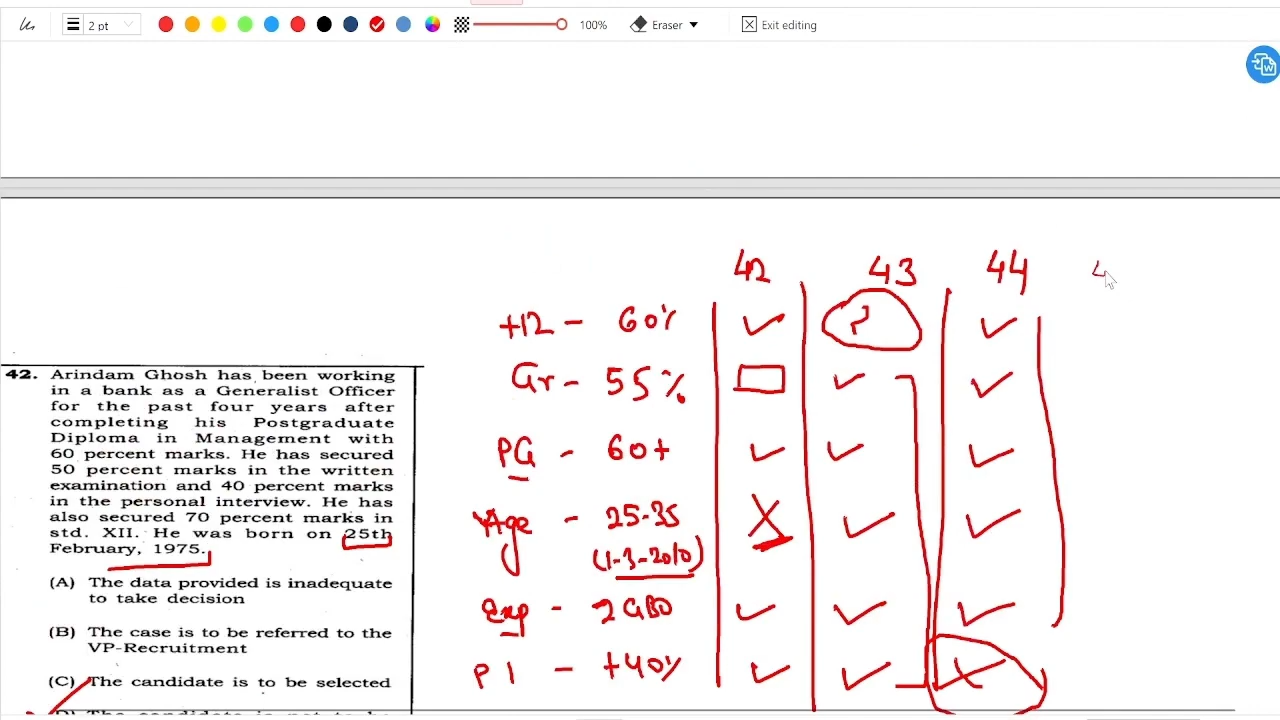 2 pt
100%
Eraser
Exit editing
42 43 44 4
+12 - 60%
Gr - 55%
PG - 60+
Age - 25-35
(1-3-2010)
Exp - 2 GBO
P I - +40%
42. Arindam Ghosh has been working
in a bank as a Generalist Officer
for the past four years after
completing his Postgraduate
Diploma in Management with
60 percent marks. He has secured
50 percent marks in the written
examination and 40 percent marks
in the personal interview. He has
also secured 70 percent marks in
std. XII. He was born on 25th
February, 1975.
(A) The data provided is inadequate
to take decision
(B) The case is to be referred to the
VP-Recruitment
(C) The candidate is to be selected